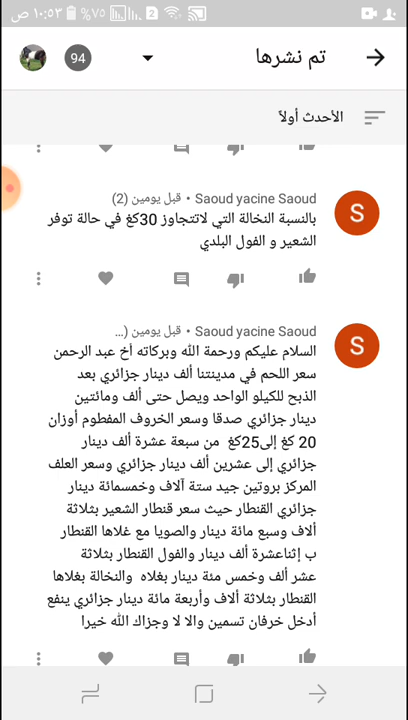 ١٠:٥٣ ص
%٧٥
2
تم نشرها
94
الأحدث أولاً
Saoud yacine Saoud • قبل يومين (2)
بالنسبة النخالة التي لاتتجاوز 30كغ في حالة توفر
الشعير و الفول البلدي
S
Saoud yacine Saoud • قبل يومين (...
السلام عليكم ورحمة الله وبركاته أخ عبد الرحمن
سعر اللحم في مدينتنا ألف دينار جزائري بعد
الذبح للكيلو الواحد ويصل حتى ألف ومائتين
دينار جزائري صدقا وسعر الخروف المفطوم أوزان
20 كغ إلى25كغ من سبعة عشرة ألف دينار
جزائري إلى عشرين ألف دينار جزائري وسعر العلف
المركز بروتين جيد ستة آلاف وخمسمائة دينار
جزائري القنطار حيث سعر قنطار الشعير بثلاثة
ألاف وسبع مائة دينار والصويا مع غلاها القنطار
ب إثناعشرة ألف دينار والفول القنطار بثلاثة
عشر ألف وخمس مئة دينار بغلاه والنخالة بغلاها
القنطار بثلاثة ألاف وأربعة مائة دينار جزائري ينفع
أدخل خرفان تسمين والا لا وجزاك الله خيرا
S